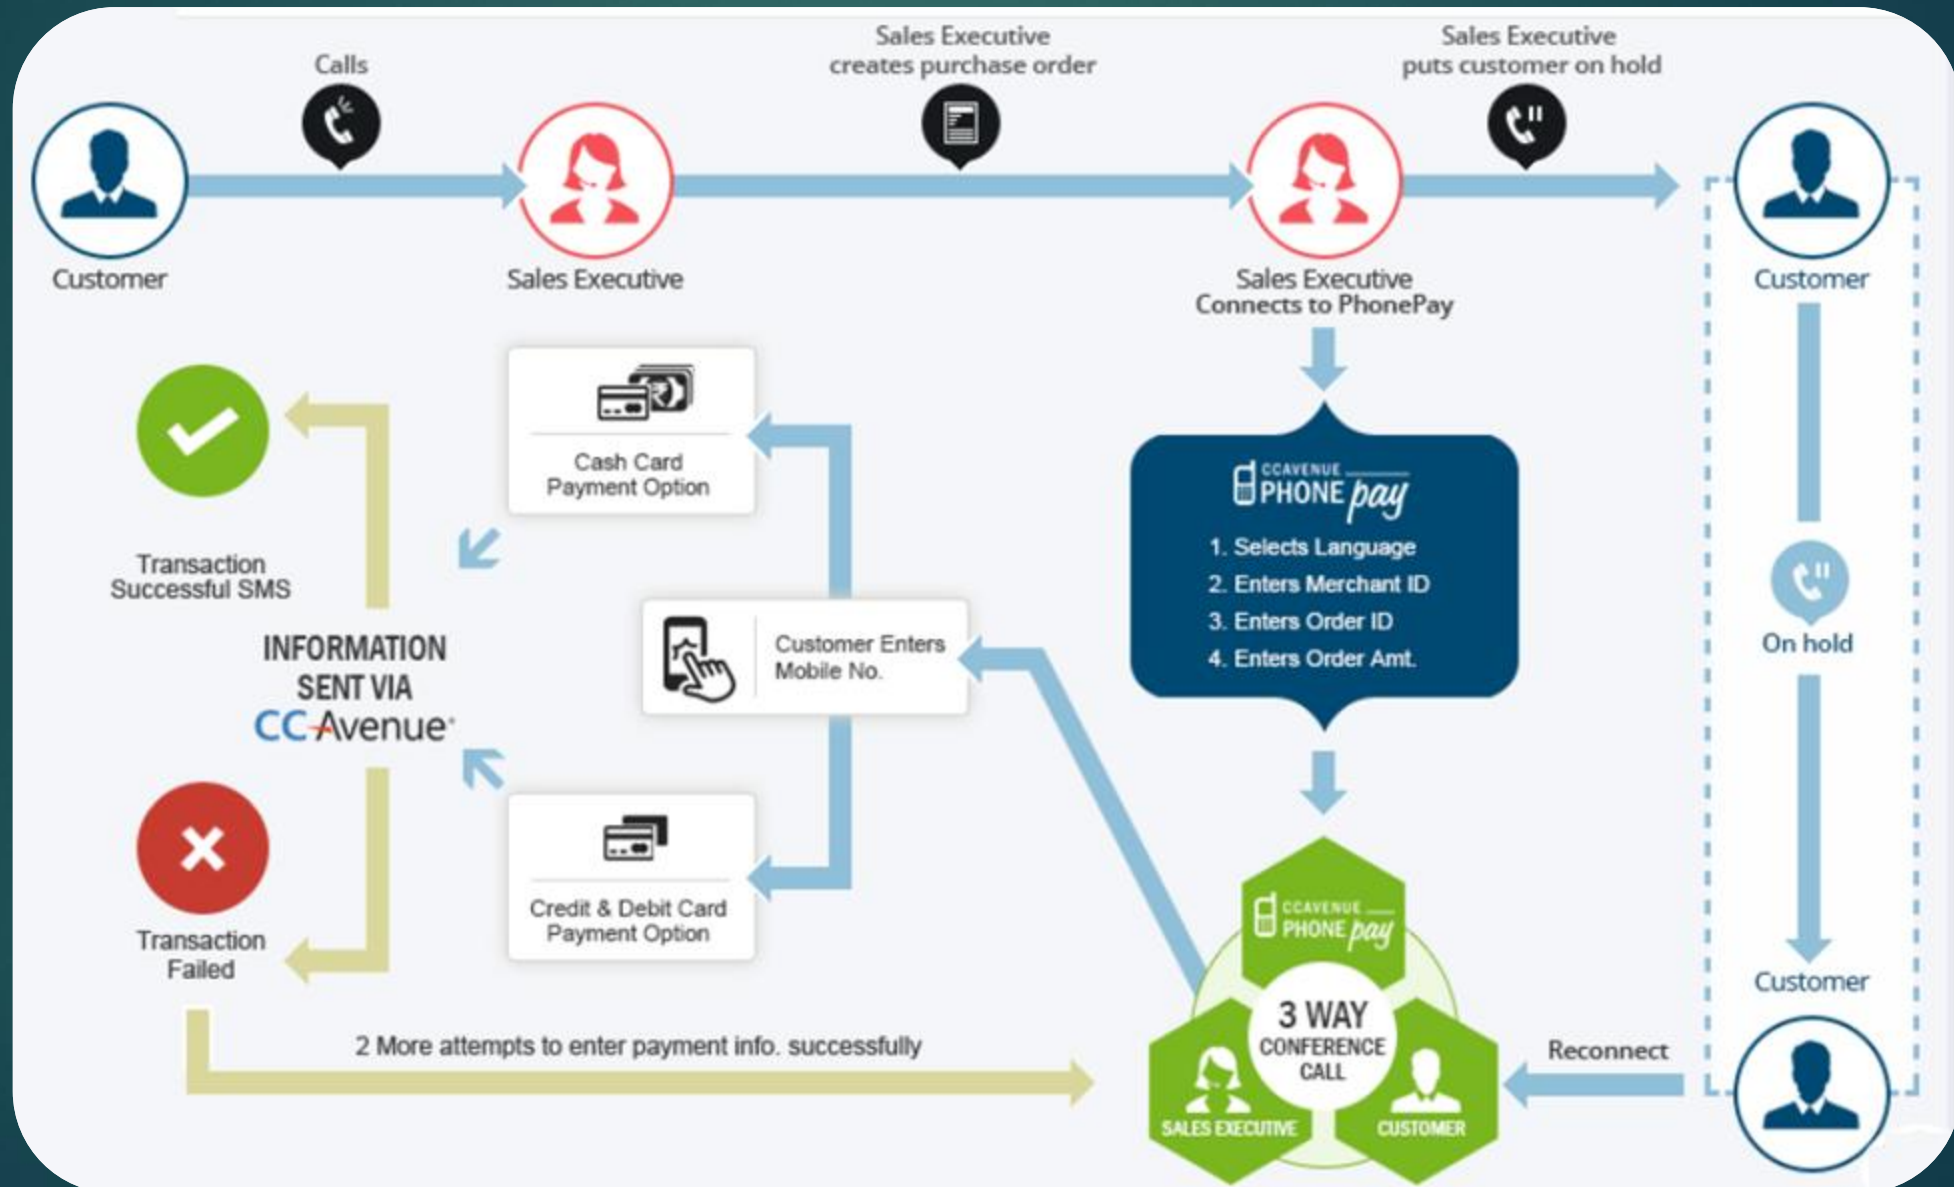 Calls
Sales Executive
creates purchase order
Sales Executive
puts customer on hold
Customer
Sales Executive
Sales Executive
Connects to PhonePay
Customer
CCAVENUE
PHONE pay
1. Selects Language
2. Enters Merchant ID
3. Enters Order ID
4. Enters Order Amt.
On hold
Customer
Reconnect
CCAVENUE
PHONE pay
3 WAY
CONFERENCE
CALL
SALES EXECUTIVE
CUSTOMER
Customer Enters
Mobile No.
Cash Card
Payment Option
Credit & Debit Card
Payment Option
INFORMATION
SENT VIA
CCAvenue
Transaction
Successful SMS
Transaction
Failed
2 More attempts to enter payment info. successfully